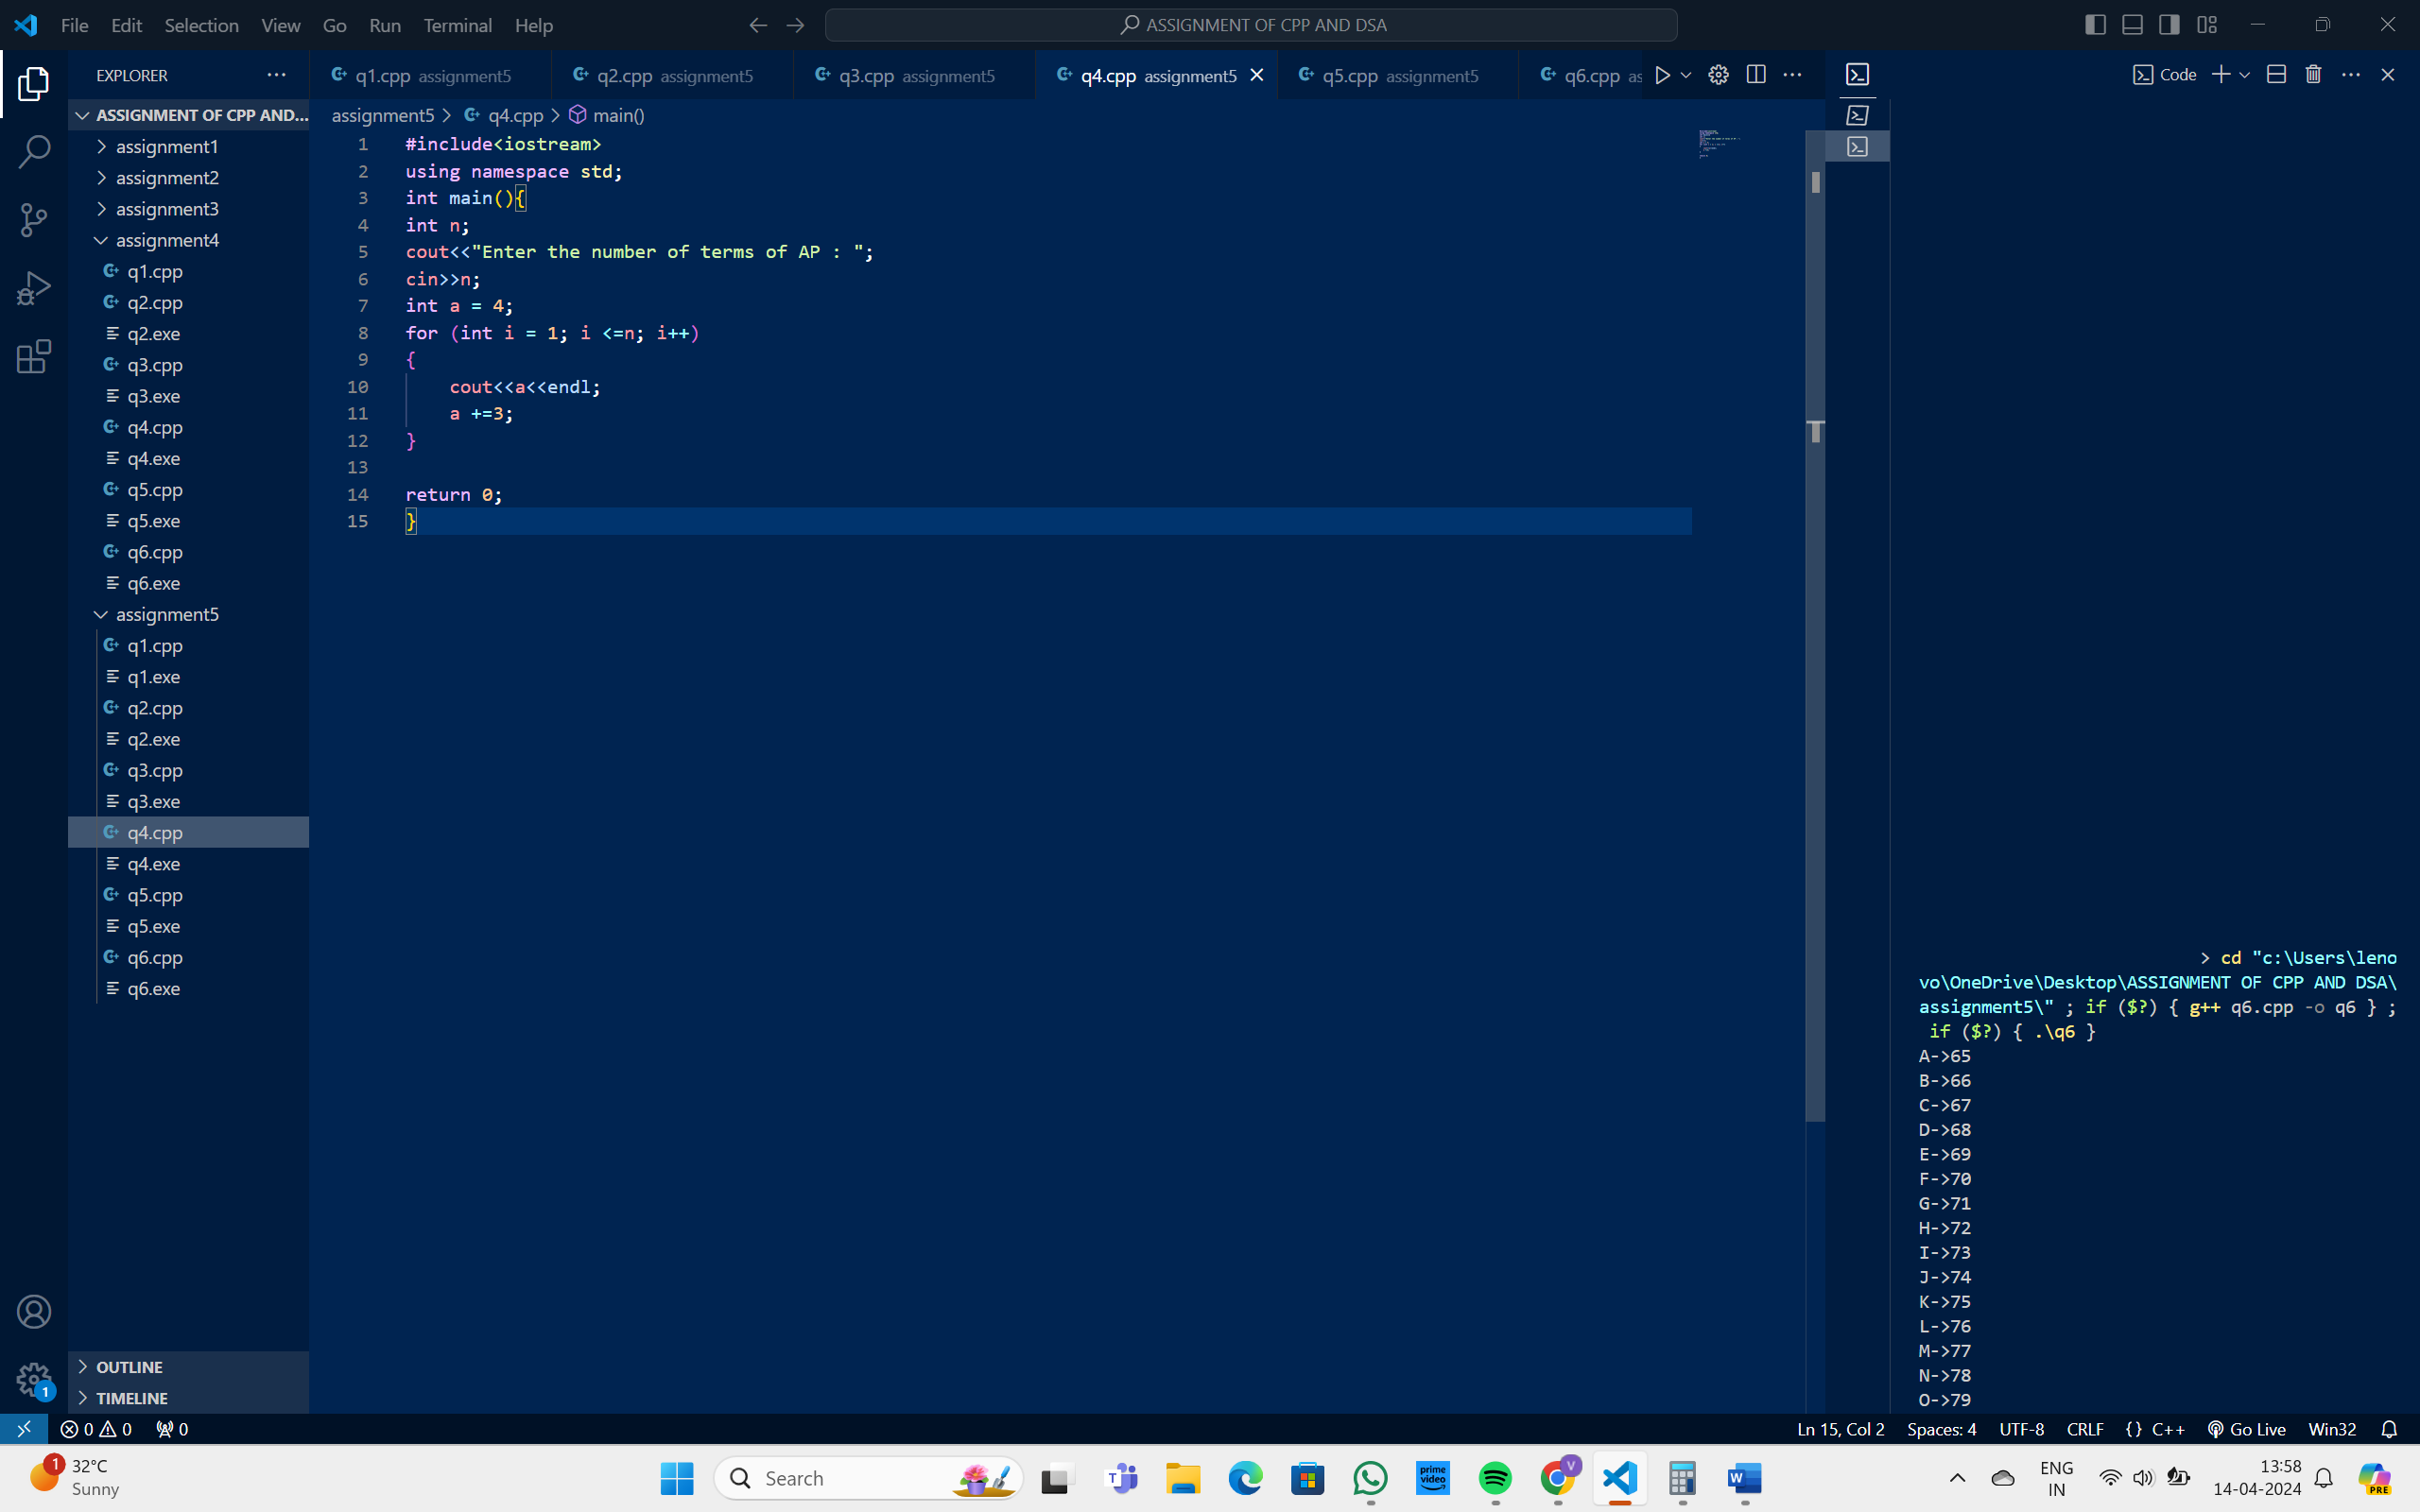 File Edit Selection View Go Run Terminal Help
ASSIGNMENT OF CPP AND DSA
EXPLORER
ASSIGNMENT OF CPP AND...
assignment1
assignment2
assignment3
assignment4
q1.cpp
q2.cpp
q2.exe
q3.cpp
q3.exe
q4.cpp
q4.exe
q5.cpp
q5.exe
q6.cpp
q6.exe
assignment5
q1.cpp
q1.exe
q2.cpp
q2.exe
q3.cpp
q3.exe
q4.cpp
q4.exe
q5.cpp
q5.exe
q6.cpp
q6.exe
OUTLINE
TIMELINE
q1.cpp assignment5 q2.cpp assignment5 q3.cpp assignment5 q4.cpp assignment5 q5.cpp assignment5 q6.cpp as
assignment5 > q4.cpp > main()
1 #include<iostream>
2 using namespace std;
3 int main(){
4 int n;
5 cout<<"Enter the number of terms of AP : ";
6 cin>>n;
7 int a = 4;
8 for (int i = 1; i <=n; i++)
9 {
10 cout<<a<<endl;
11 a +=3;
12 }
13
14 return 0;
15 }
Code
> cd "c:\Users\leno
vo\OneDrive\Desktop\ASSIGNMENT OF CPP AND DSA\
assignment5\" ; if ($?) { g++ q6.cpp -o q6 } ;
if ($?) { .\q6 }
A->65
B->66
C->67
D->68
E->69
F->70
G->71
H->72
I->73
J->74
K->75
L->76
M->77
N->78
O->79
1
0 0 0 Ln 15, Col 2 Spaces: 4 UTF-8 CRLF {} C++ Go Live Win32
1 32°C
Sunny
Search
T
prime video
V
W
ENG
IN
13:58
14-04-2024
PRE